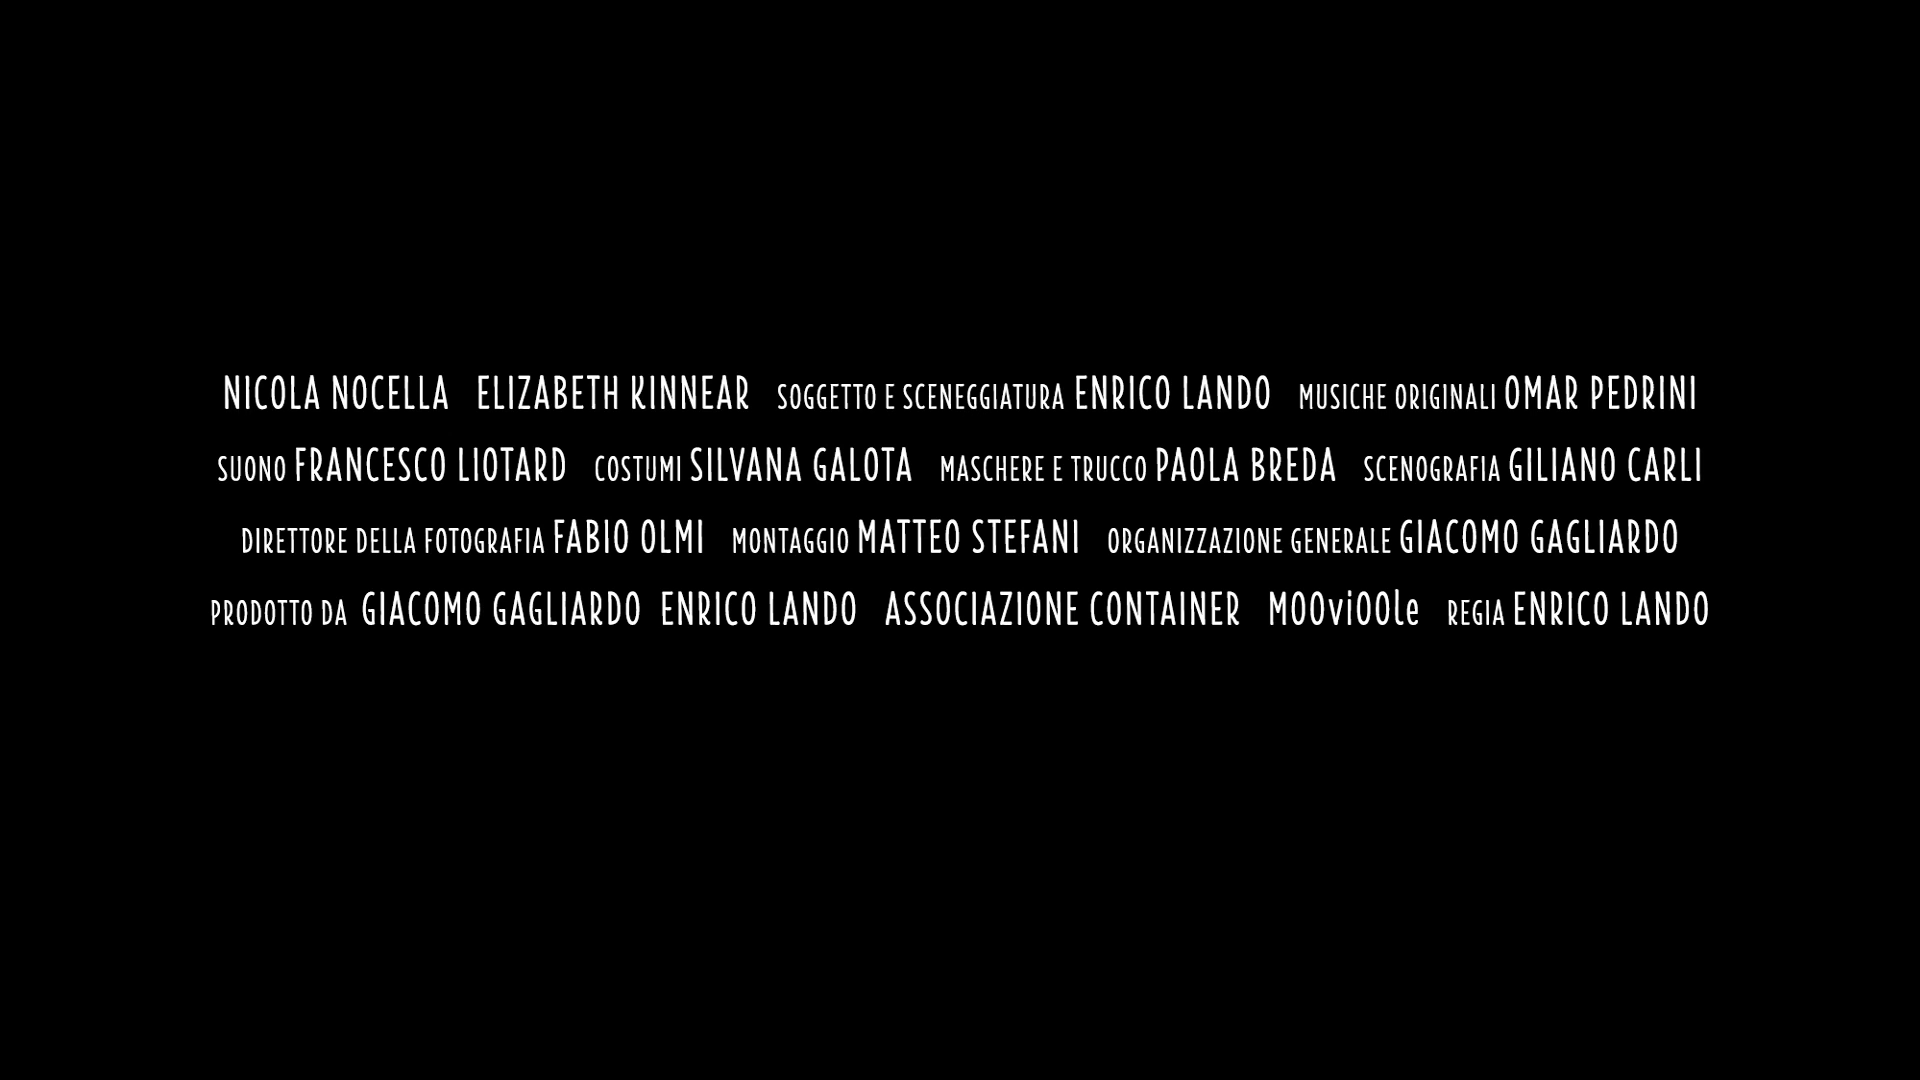 NICOLA NOCELLA ELIZABETH KINNEAR SOGGETTO E SCENEGGIATURA ENRICO LANDO MUSICHE ORIGINALI OMAR PEDRINI
SUONO FRANCESCO LIOTARD COSTUMI SILVANA GALOTA MASCHERE E TRUCCO PAOLA BREDA SCENOGRAFIA GILIANO CARLI
DIRETTORE DELLA FOTOGRAFIA FABIO OLMI MONTAGGIO MATTEO STEFANI ORGANIZZAZIONE GENERALE GIACOMO GAGLIARDO
PRODOTTO DA GIACOMO GAGLIARDO ENRICO LANDO ASSOCIAZIONE CONTAINER MOOviOOle REGIA ENRICO LANDO